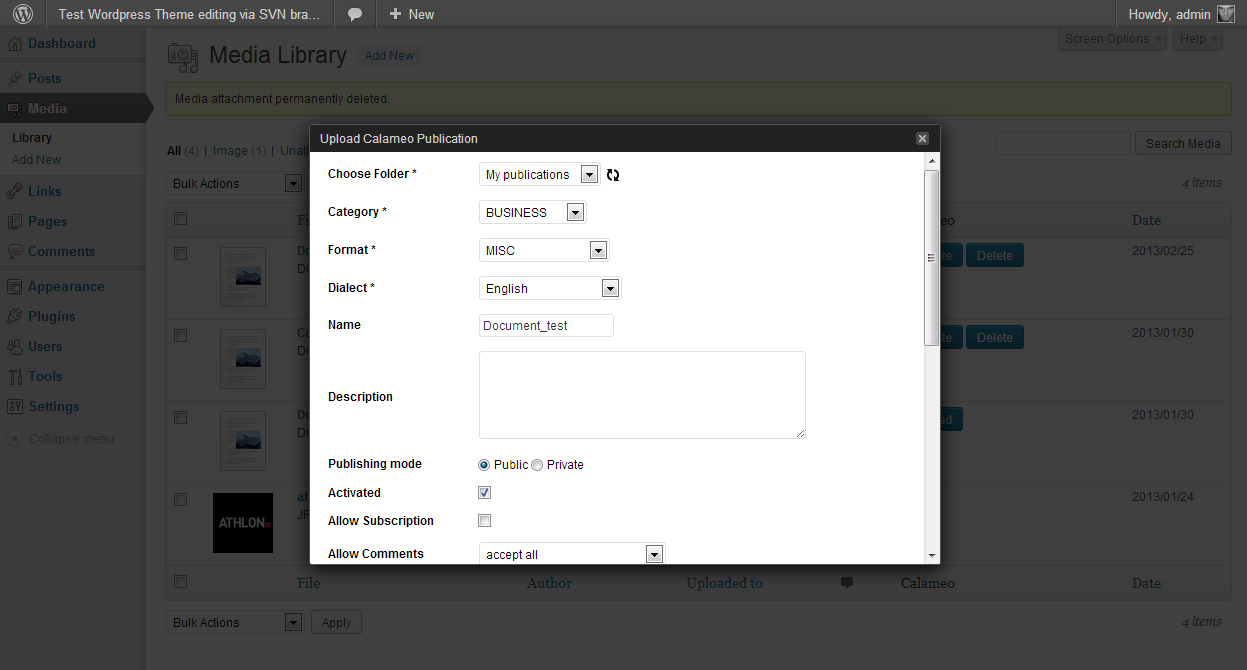 Test Wordpress Theme editing via SVN bra...
New
Howdy, admin
Dashboard
Posts
Media
Library
Add New
Links
Pages
Comments
Appearance
Plugins
Users
Tools
Settings
Collapse menu
Screen Options
Help
Media Library
Add New
Media attachment permanently deleted.
All (4) | Image (1) |
Search Media
Bulk Actions
4 items
Date
Delete
2013/02/25
Delete
2013/01/30
2013/01/30
ATHLON
2013/01/24
Upload Calameo Publication
Choose Folder *
My publications
Category *
BUSINESS
Format *
MISC
Dialect *
English
Name
Document_test
Description
Publishing mode
Public
Private
Activated
Allow Subscription
Allow Comments
accept all
File
Author
Uploaded to
Calameo
Date
Bulk Actions
Apply
4 items